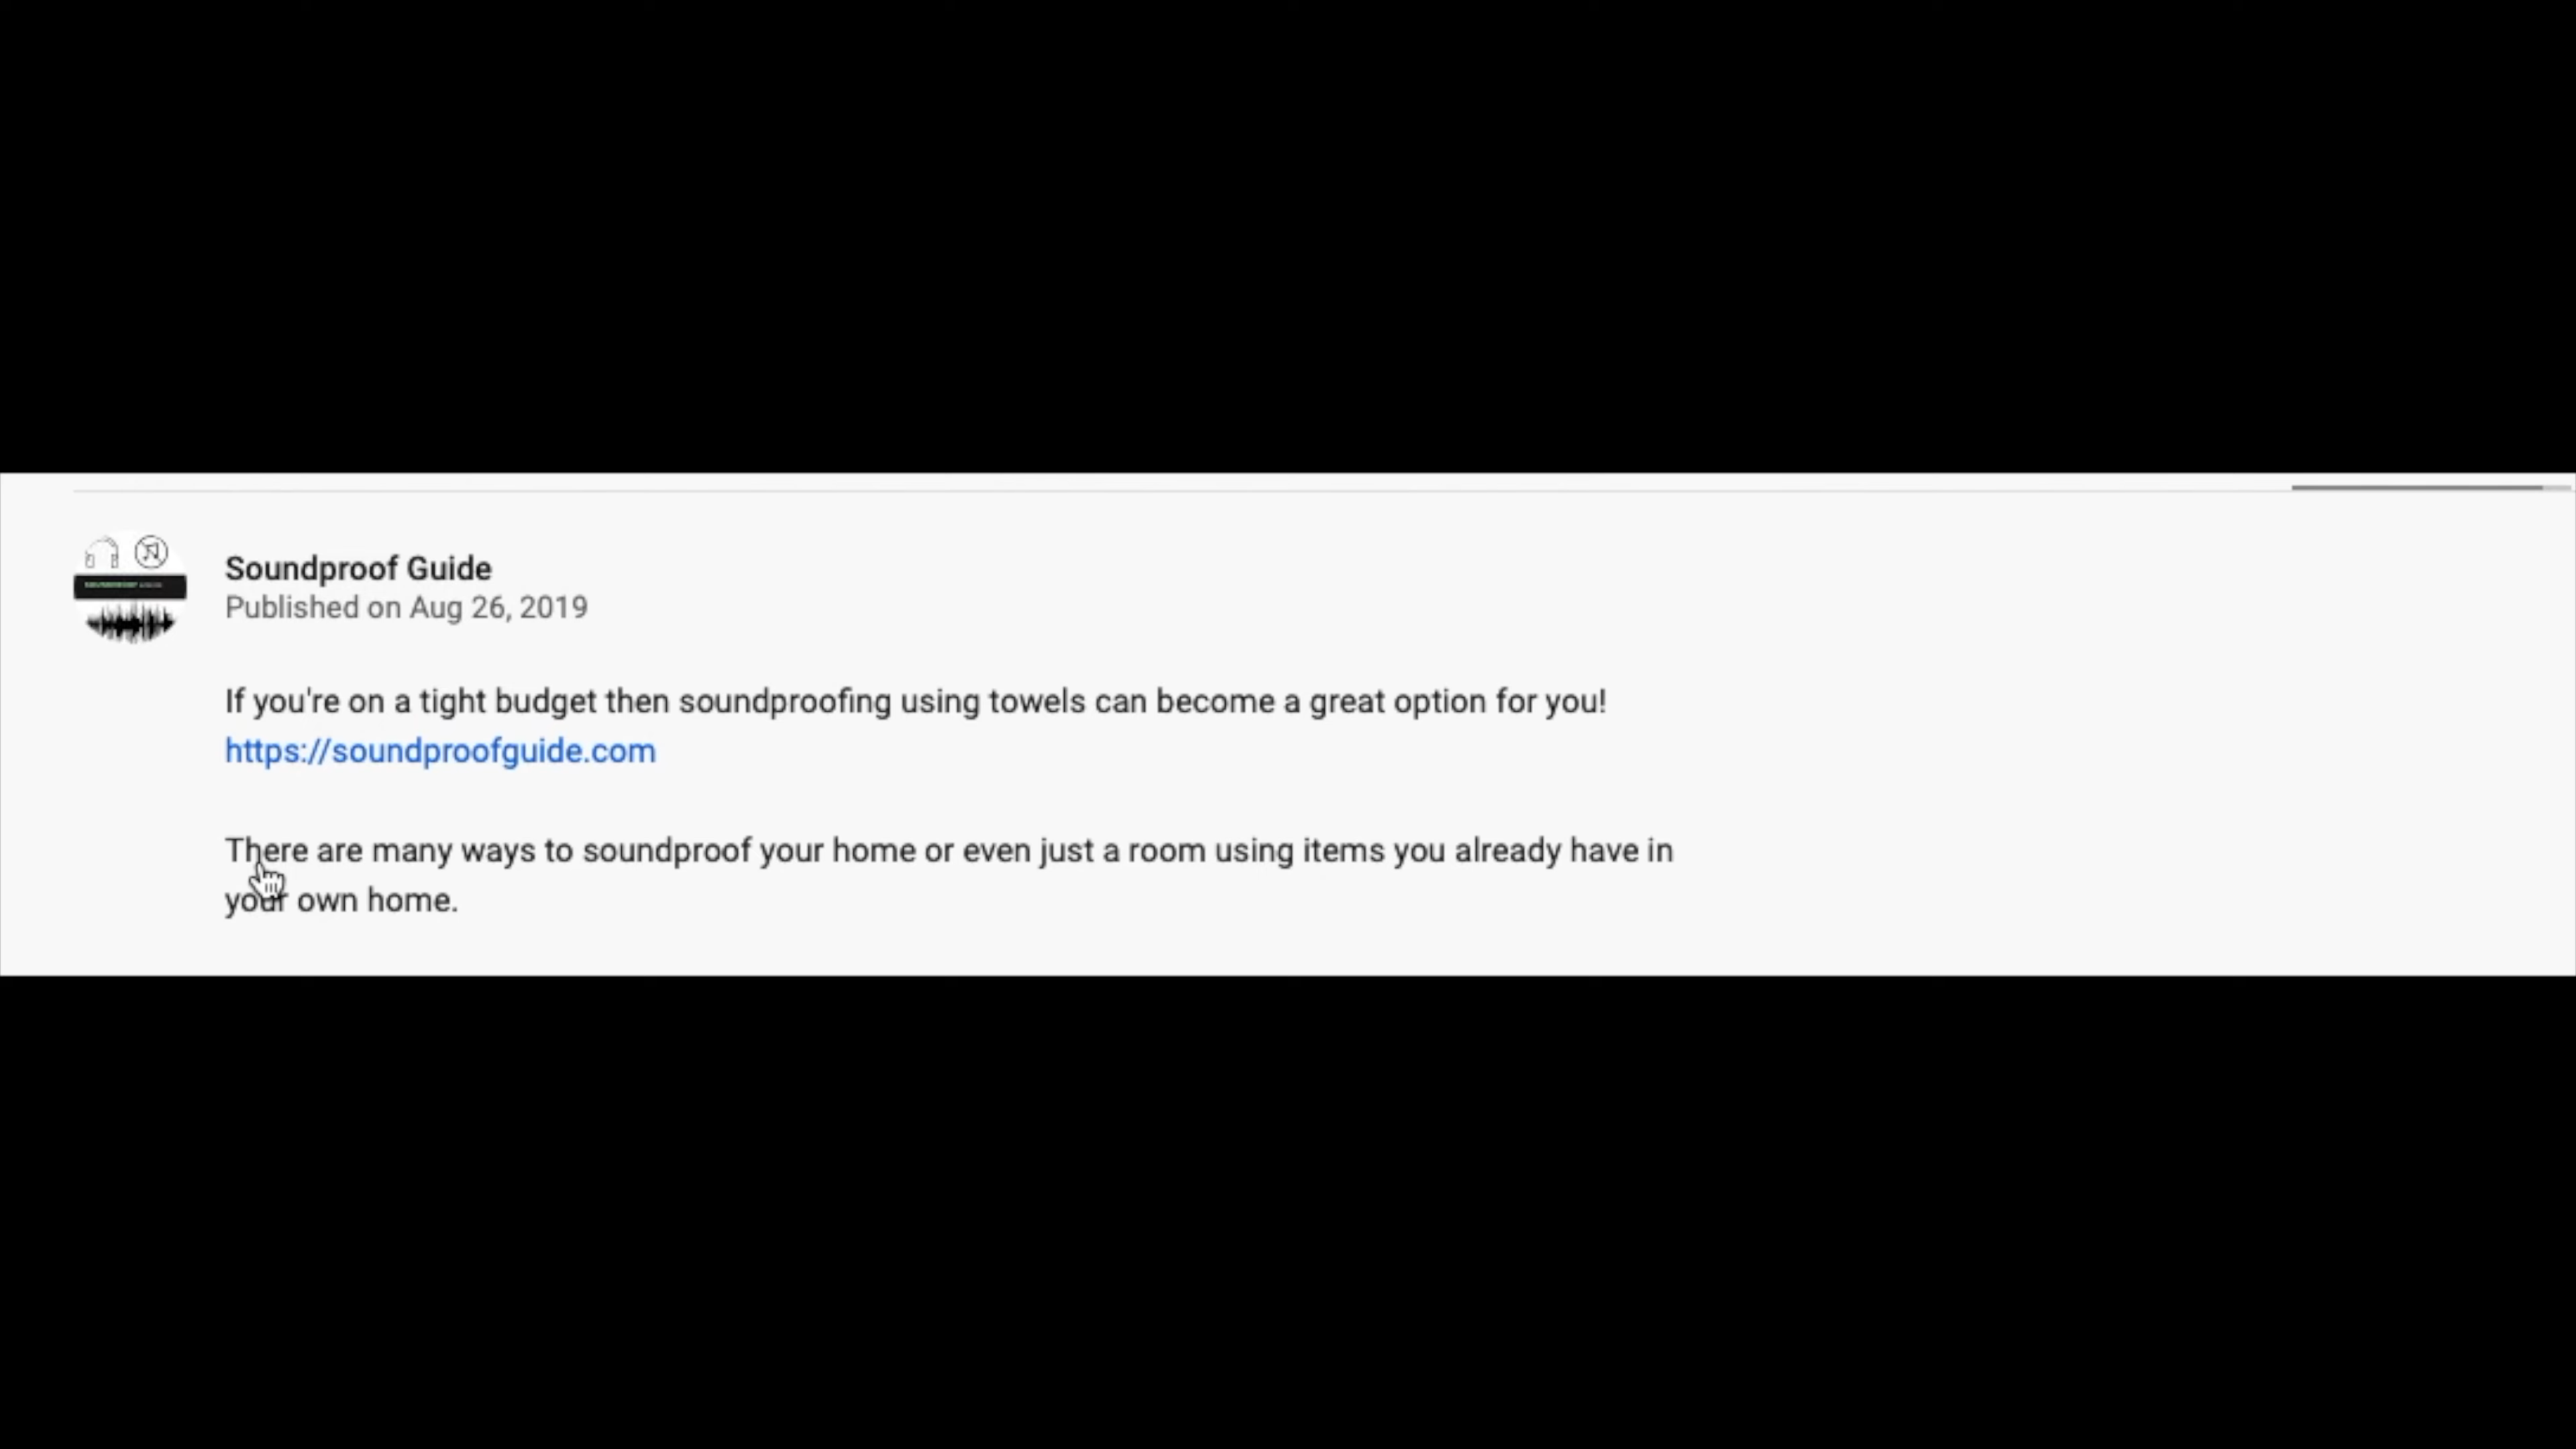 Soundproof Guide
Published on Aug 26, 2019
If you're on a tight budget then soundproofing using towels can become a great option for you!
https://soundproofguide.com
There are many ways to soundproof your home or even just a room using items you already have in
your own home.